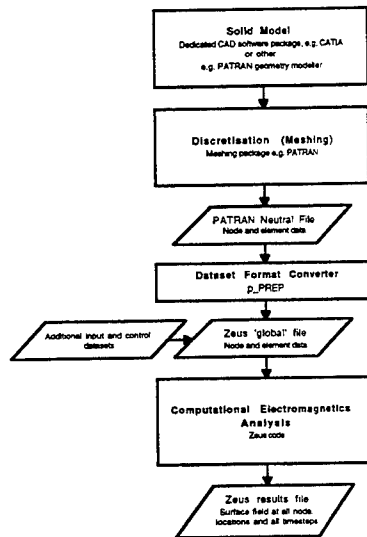 Solid Model
Dedicated CAD software package, e.g. CATIA
or other
e.g. PATRAN geometry modeller
Discretisation (Meshing)
Meshing package e.g. PATRAN
PATRAN Neutral File
Node and element data
Dataset Format Converter
p_PREP
Additional input and control
datasets
Zeus 'global' file
Node and element data
Computational Electromagnetics
Analysis
Zeus code
Zeus results file
Surface field at all node
locations and all timesteps